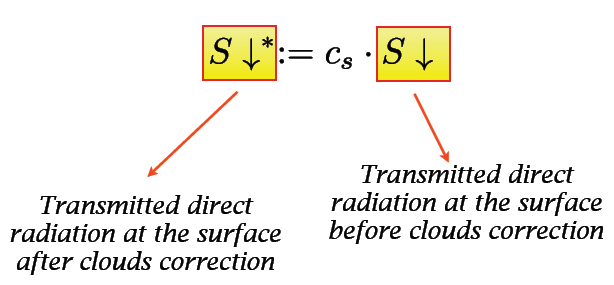 S ↓* := c_s · S ↓
Transmitted direct
radiation at the surface
after clouds correction
Transmitted direct
radiation at the surface
before clouds correction